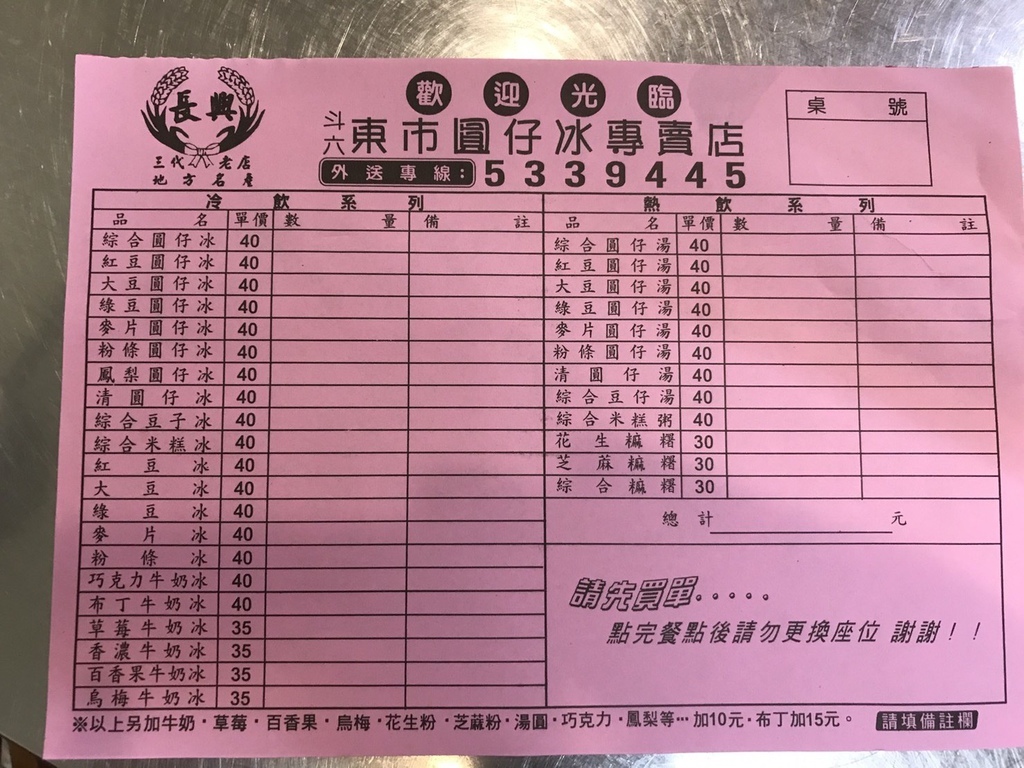 長興
三代老店
地方名產
歡迎光臨
斗六東市圓仔冰專賣店
外送專線：5339445
桌號
冷飲系列
品名 單價 數量 備註
綜合圓仔冰 40
紅豆圓仔冰 40
大豆圓仔冰 40
綠豆圓仔冰 40
麥片圓仔冰 40
粉條圓仔冰 40
鳳梨圓仔冰 40
清圓仔冰 40
綜合豆子冰 40
綜合米糕冰 40
紅豆冰 40
大豆冰 40
綠豆冰 40
麥片冰 40
粉條冰 40
巧克力牛奶冰 40
布丁牛奶冰 40
草莓牛奶冰 35
香濃牛奶冰 35
百香果牛奶冰 35
烏梅牛奶冰 35
熱飲系列
品名 單價 數量 備註
綜合圓仔湯 40
紅豆圓仔湯 40
大豆圓仔湯 40
綠豆圓仔湯 40
麥片圓仔湯 40
粉條圓仔湯 40
清圓仔湯 40
綜合豆仔湯 40
綜合米糕粥 40
花生糍糬 30
芝麻糍糬 30
綜合糍糬 30
總計 元
請先買單‧‧‧‧‧
點完餐點後請勿更換座位 謝謝！！
※以上另加牛奶‧草莓‧百香果‧烏梅‧花生粉‧芝蔴粉‧湯圓‧巧克力‧鳳梨等…加10元‧布丁加15元。 請填備註欄